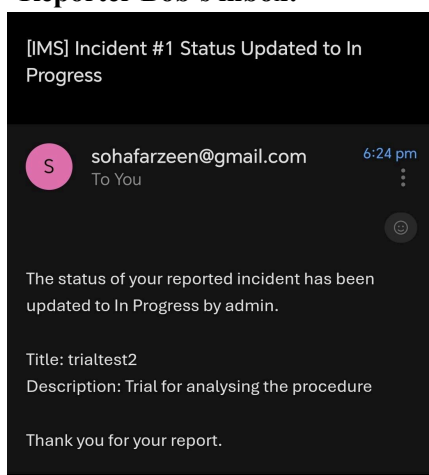 Reporter Bob's inbox:
[IMS] Incident #1 Status Updated to In
Progress
S
sohafarzeen@gmail.com
6:24 pm
To You
The status of your reported incident has been
updated to In Progress by admin.
Title: trialtest2
Description: Trial for analysing the procedure
Thank you for your report.